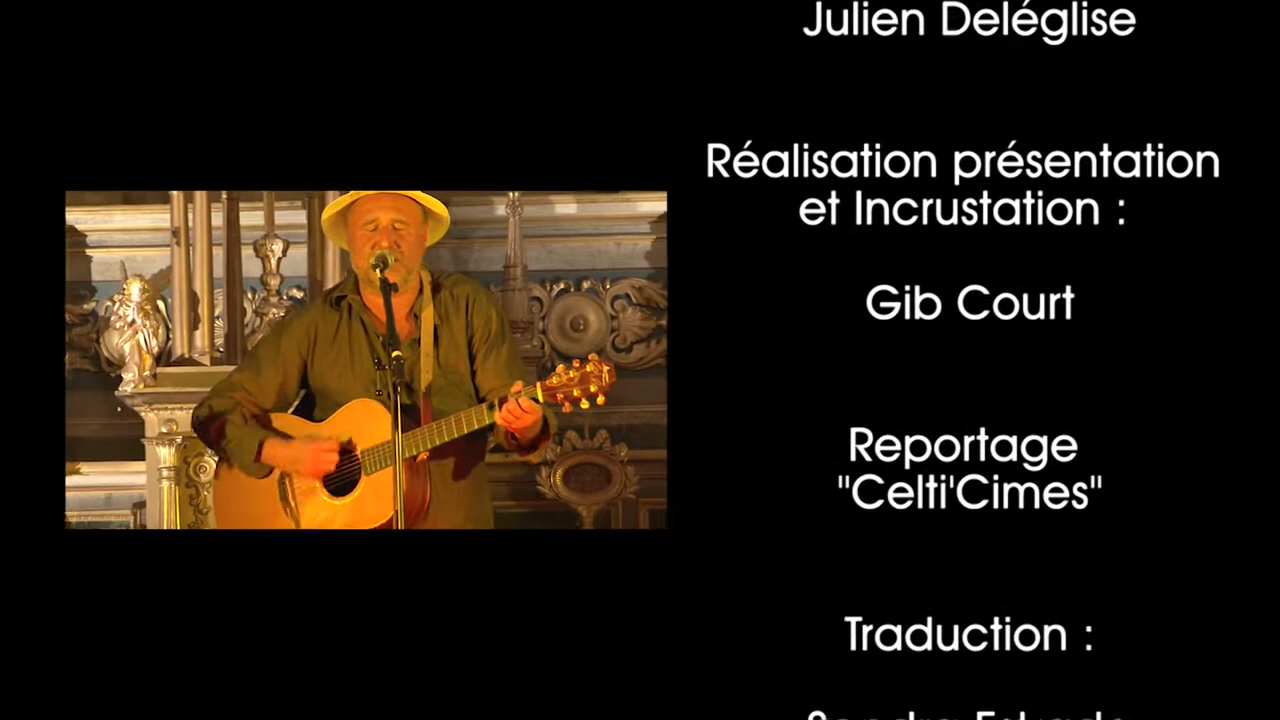 Julien Deléglise
Réalisation présentation
et Incrustation :
Gib Court
Reportage
"Celti'Cimes"
Traduction :